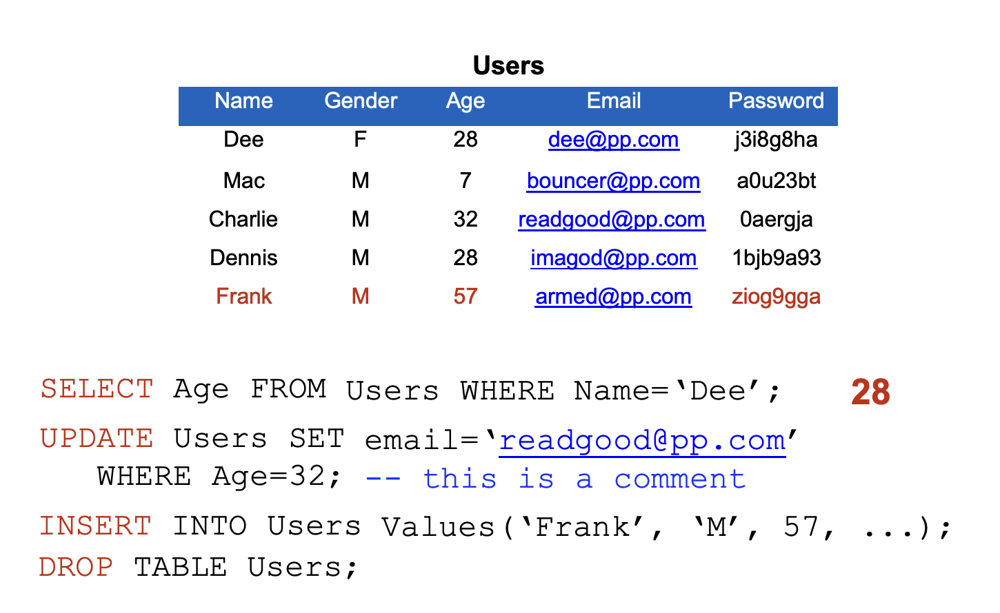 Users
Name Gender Age Email Password
Dee F 28 dee@pp.com j3i8g8ha
Mac M 7 bouncer@pp.com a0u23bt
Charlie M 32 readgood@pp.com 0aergja
Dennis M 28 imagod@pp.com 1bjb9a93
Frank M 57 armed@pp.com ziog9gga
SELECT Age FROM Users WHERE Name=‘Dee’; 28
UPDATE Users SET email=‘readgood@pp.com’
WHERE Age=32; -- this is a comment
INSERT INTO Users Values(‘Frank’, ‘M’, 57, ...);
DROP TABLE Users;